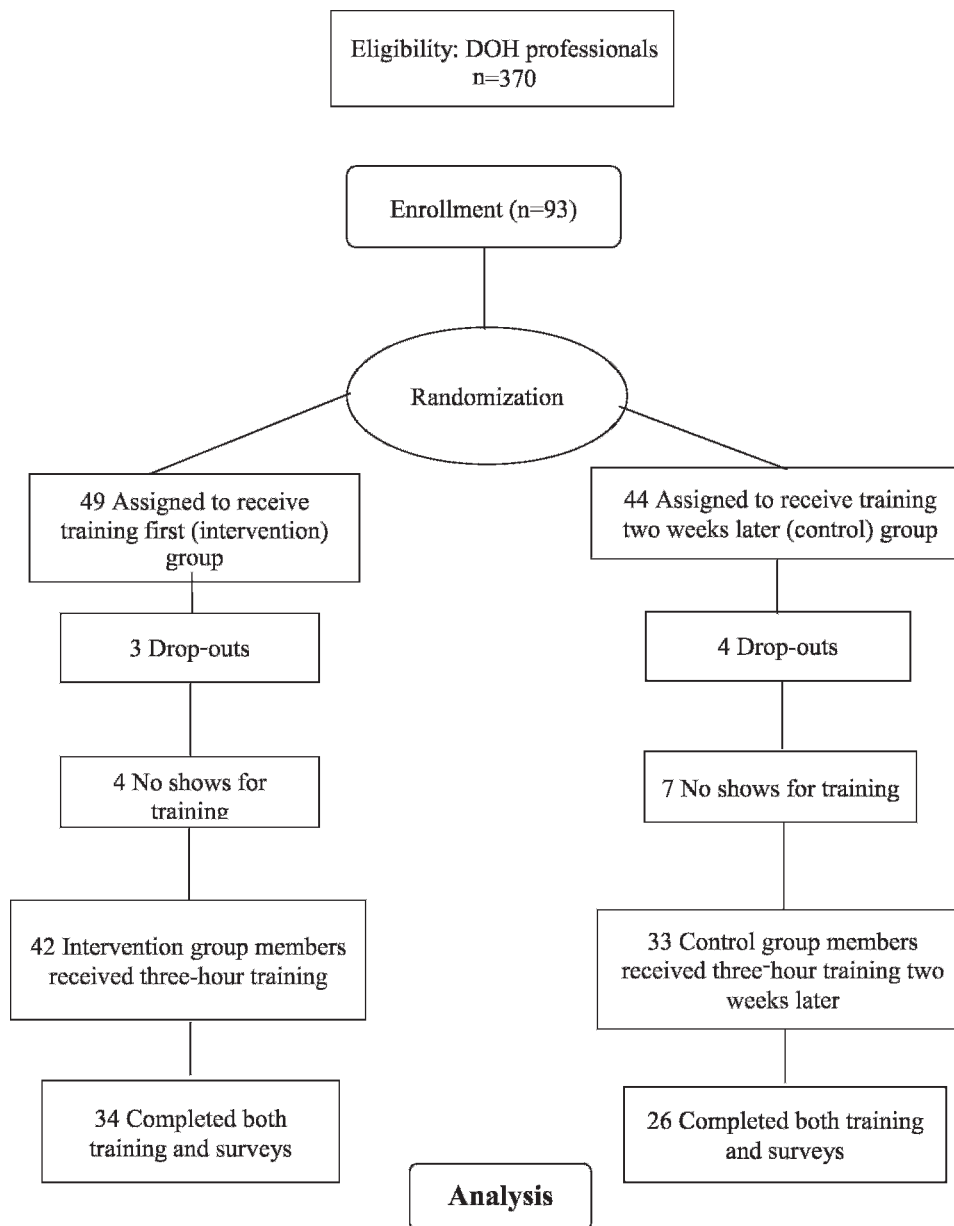 Eligibility: DOH professionals
n=370
Enrollment (n=93)
Randomization
49 Assigned to receive
training first (intervention)
group
44 Assigned to receive training
two weeks later (control) group
3 Drop-outs
4 Drop-outs
4 No shows for
training
7 No shows for training
42 Intervention group members
received three-hour training
33 Control group members
received three-hour training two
weeks later
34 Completed both
training and surveys
26 Completed both training
and surveys
Analysis